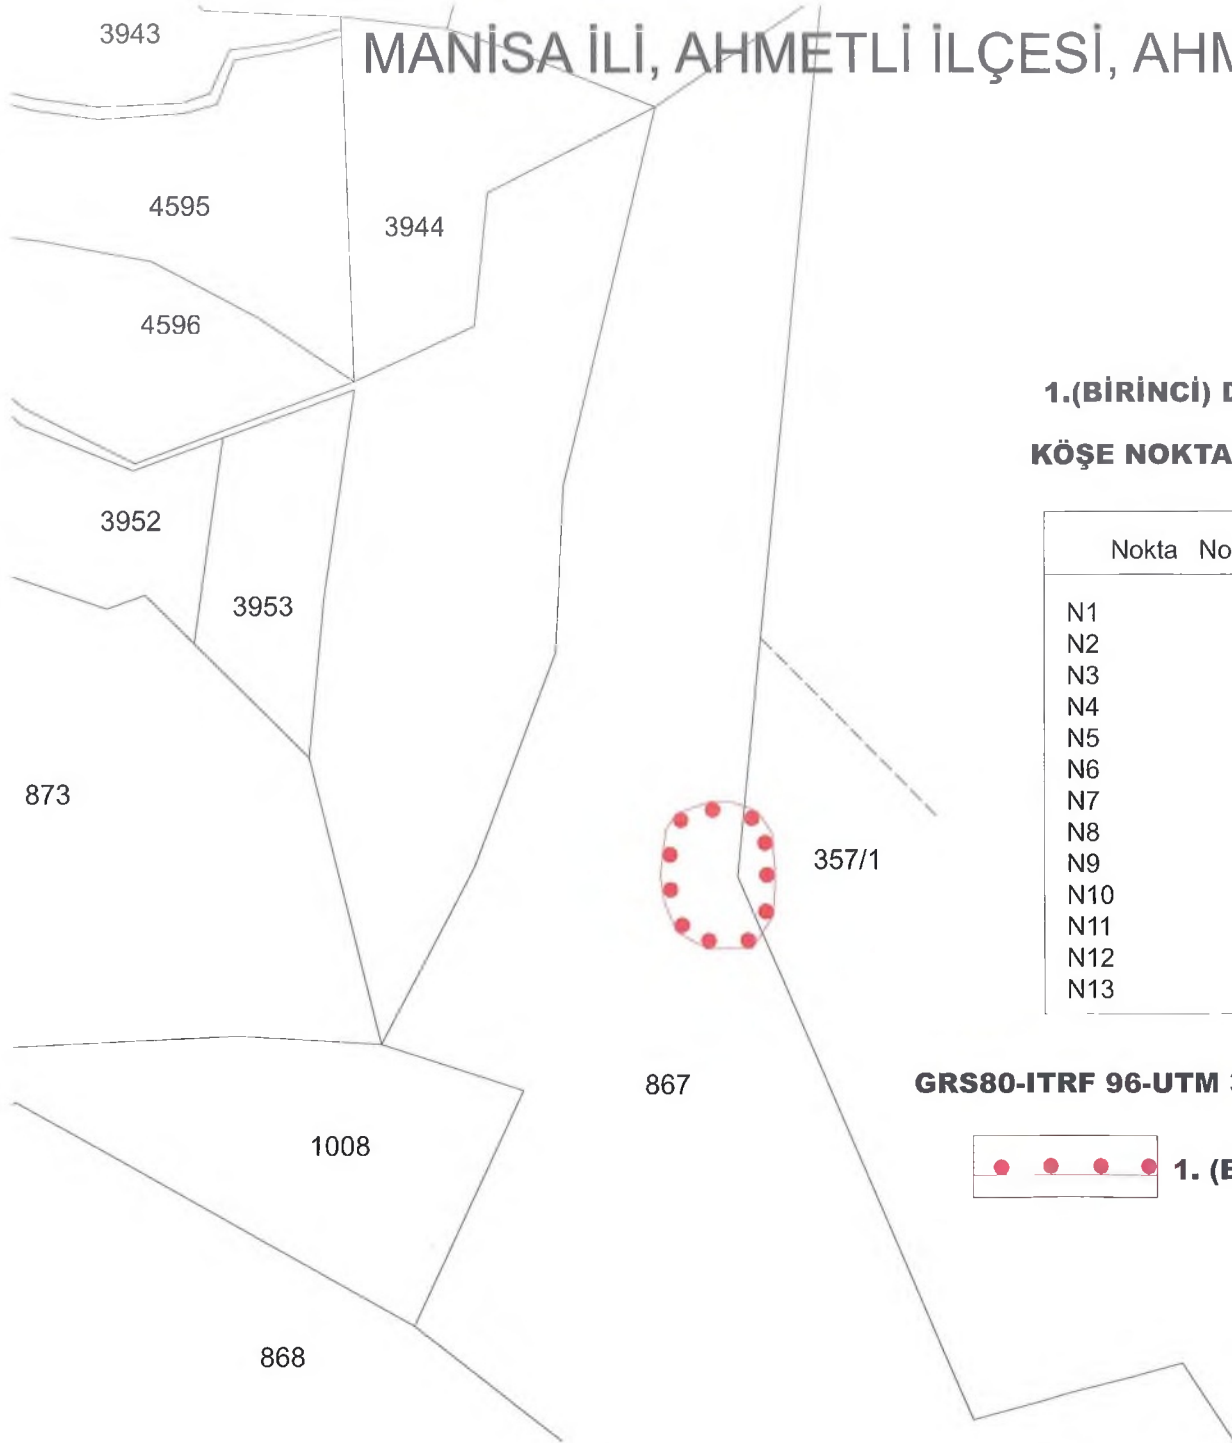 3943
MANİSA İLİ, AHMETLİ İLÇESİ, AHM
4595
3944
4596
1.(BİRİNCİ) D
KÖŞE NOKTA
3952
Nokta No
3953
N1
N2
N3
N4
N5
N6
N7
873
N8
357/1
N9
N10
N11
N12
N13
867
GRS80-ITRF 96-UTM
1008
1. (B
868